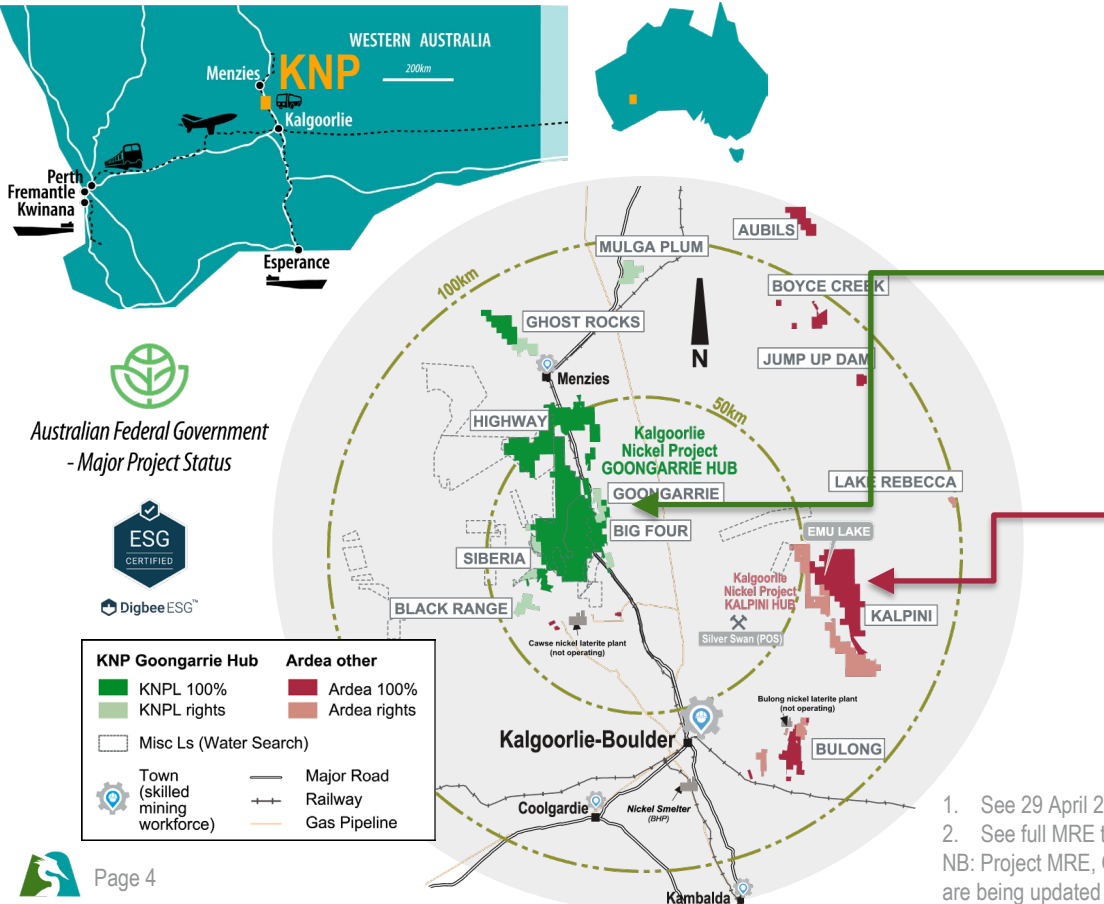 WESTERN AUSTRALIA
KNP
200km
Menzies
Kalgoorlie
Perth
Fremantle
Kwinana
Esperance
Australian Federal Government
- Major Project Status
ESG
CERTIFIED
Digbee ESG™
AUBILS
MULGA PLUM
100km
BOYCE CREEK
GHOST ROCKS
N
JUMP UP DAM
Menzies
50km
HIGHWAY
Kalgoorlie
Nickel Project
GOONGARRIE HUB
LAKE REBECCA
GOONGARRIE
BIG FOUR
EMU LAKE
SIBERIA
Kalgoorlie
Nickel Project
KALPINI HUB
BLACK RANGE
KALPINI
Silver Swan (POS)
Cawse nickel laterite plant
(not operating)
Bulong nickel laterite plant
(not operating)
Kalgoorlie-Boulder
BULONG
Coolgardie
Nickel Smelter
(BHP)
Kambalda
KNP Goongarrie Hub
Ardea other
KNPL 100%
Ardea 100%
KNPL rights
Ardea rights
Misc Ls (Water Search)
Town
(skilled
mining
workforce)
Major Road
Railway
Gas Pipeline
1. See 29 April 2
2. See full MRE t
NB: Project MRE,
are being updated
Page 4